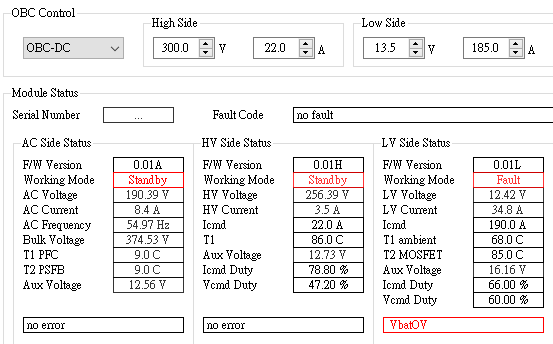 OBC Control
High Side
Low Side
OBC-DC
300.0 V 22.0 A
13.5 V 185.0 A
Module Status
Serial Number ... Fault Code no fault
AC Side Status
F/W Version 0.01A
Working Mode Standby
AC Voltage 190.39 V
AC Current 8.4 A
AC Frequency 54.97 Hz
Bulk Voltage 374.53 V
T1 PFC 9.0 C
T2 PSFB 9.0 C
Aux Voltage 12.56 V
no error
HV Side Status
F/W Version 0.01H
Working Mode Standby
HV Voltage 256.39 V
HV Current 3.5 A
Icmd 22.0 A
T1 86.0 C
Aux Voltage 12.73 V
Icmd Duty 78.80 %
Vcmd Duty 47.20 %
no error
LV Side Status
F/W Version 0.01L
Working Mode Fault
LV Voltage 12.42 V
LV Current 34.8 A
Icmd 190.0 A
T1 ambient 68.0 C
T2 MOSFET 85.0 C
Aux Voltage 16.16 V
Icmd Duty 66.00 %
Vcmd Duty 60.00 %
VbatOV